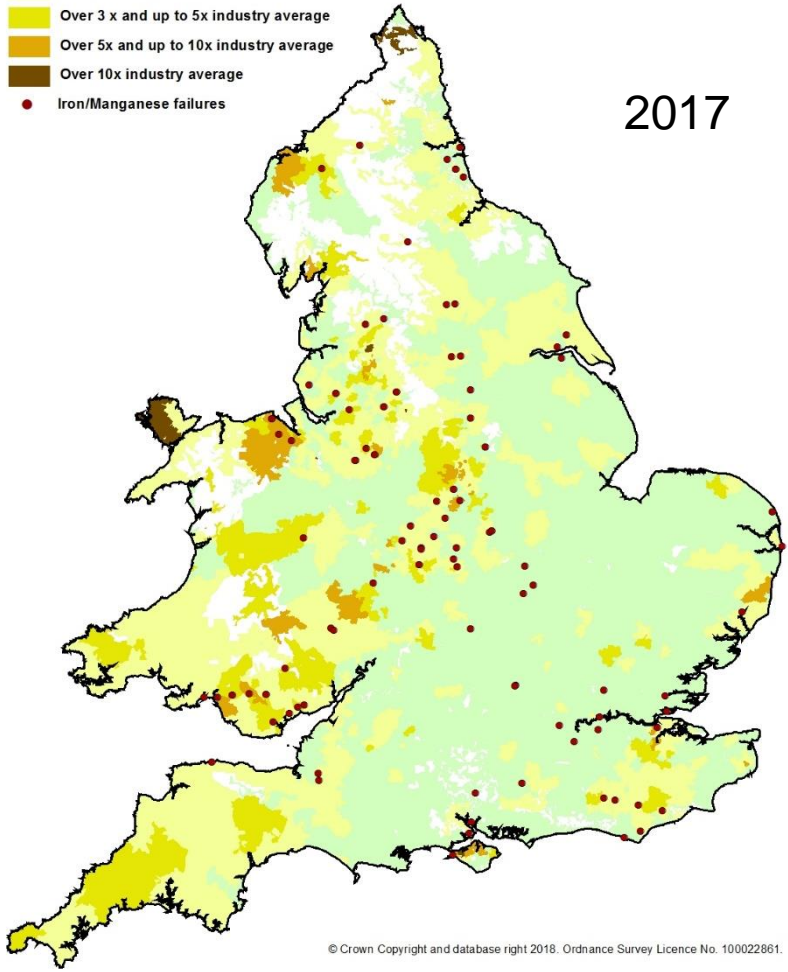 Over 3 x and up to 5x industry average
Over 5x and up to 10x industry average
Over 10x industry average
Iron/Manganese failures
2017
© Crown Copyright and database right 2018. Ordnance Survey Licence No. 100022861.